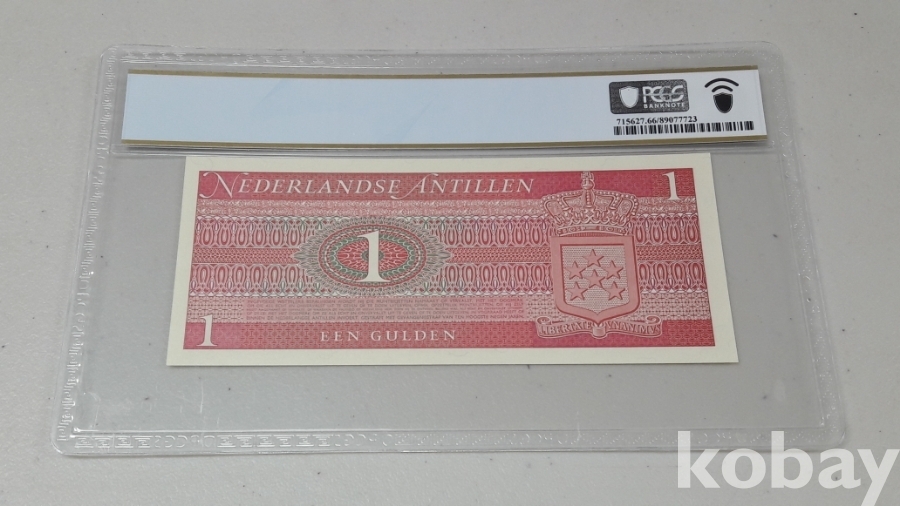 PCGS
BANKNOTE
715627.66/89077723
NEDERLANDSE ANTILLEN
1
1
1
EEN GULDEN
LIBERTATE UNANIMUS
kobay